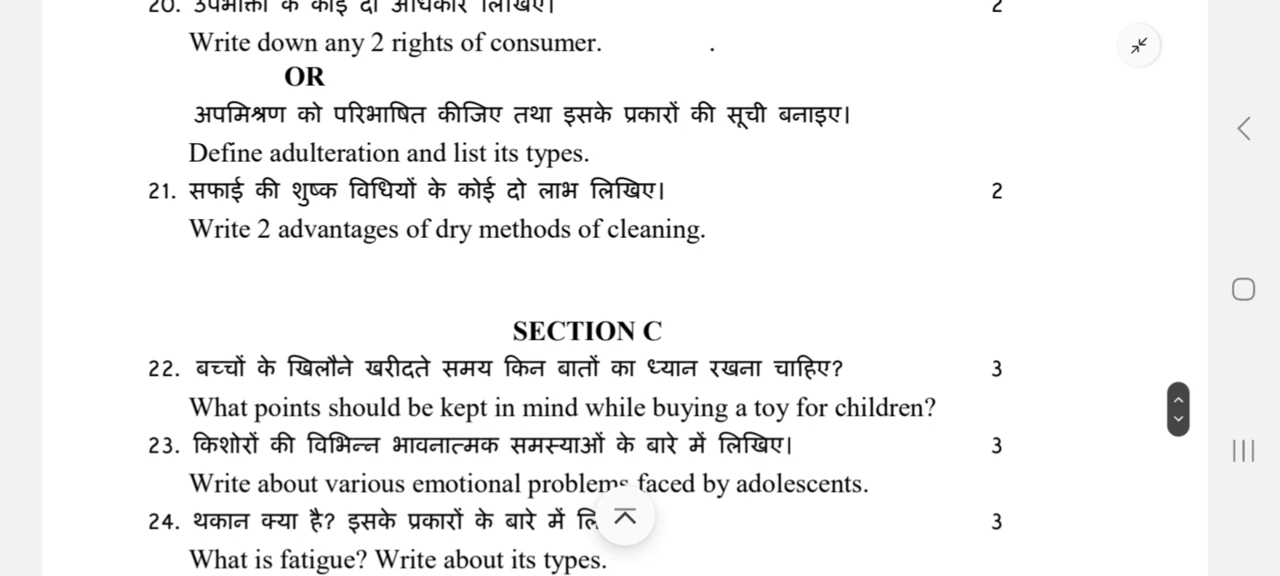 20. उपभोक्ता के कोई दो अधिकार लिखिए। 2
Write down any 2 rights of consumer. .
OR
अपमिश्रण को परिभाषित कीजिए तथा इसके प्रकारों की सूची बनाइए।
Define adulteration and list its types.
21. सफाई की शुष्क विधियों के कोई दो लाभ लिखिए। 2
Write 2 advantages of dry methods of cleaning.
SECTION C
22. बच्चों के खिलौने खरीदते समय किन बातों का ध्यान रखना चाहिए? 3
What points should be kept in mind while buying a toy for children?
23. किशोरों की विभिन्न भावनात्मक समस्याओं के बारे में लिखिए। 3
Write about various emotional problems faced by adolescents.
24. थकान क्या है? इसके प्रकारों के बारे में 3
What is fatigue? Write about its types.